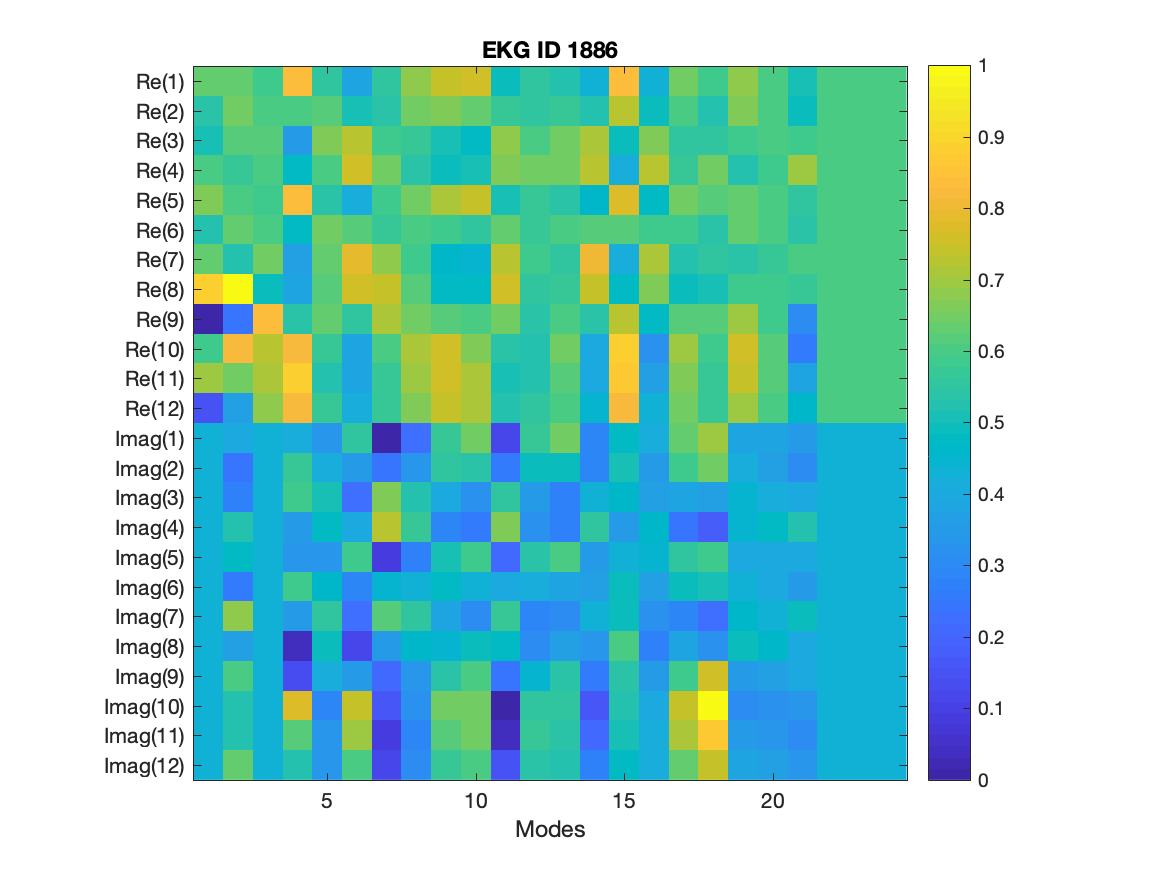 EKG ID 1886
Re(1)
Re(2)
Re(3)
Re(4)
Re(5)
Re(6)
Re(7)
Re(8)
Re(9)
Re(10)
Re(11)
Re(12)
Imag(1)
Imag(2)
Imag(3)
Imag(4)
Imag(5)
Imag(6)
Imag(7)
Imag(8)
Imag(9)
Imag(10)
Imag(11)
Imag(12)
5 10 15 20
Modes
1
0.9
0.8
0.7
0.6
0.5
0.4
0.3
0.2
0.1
0